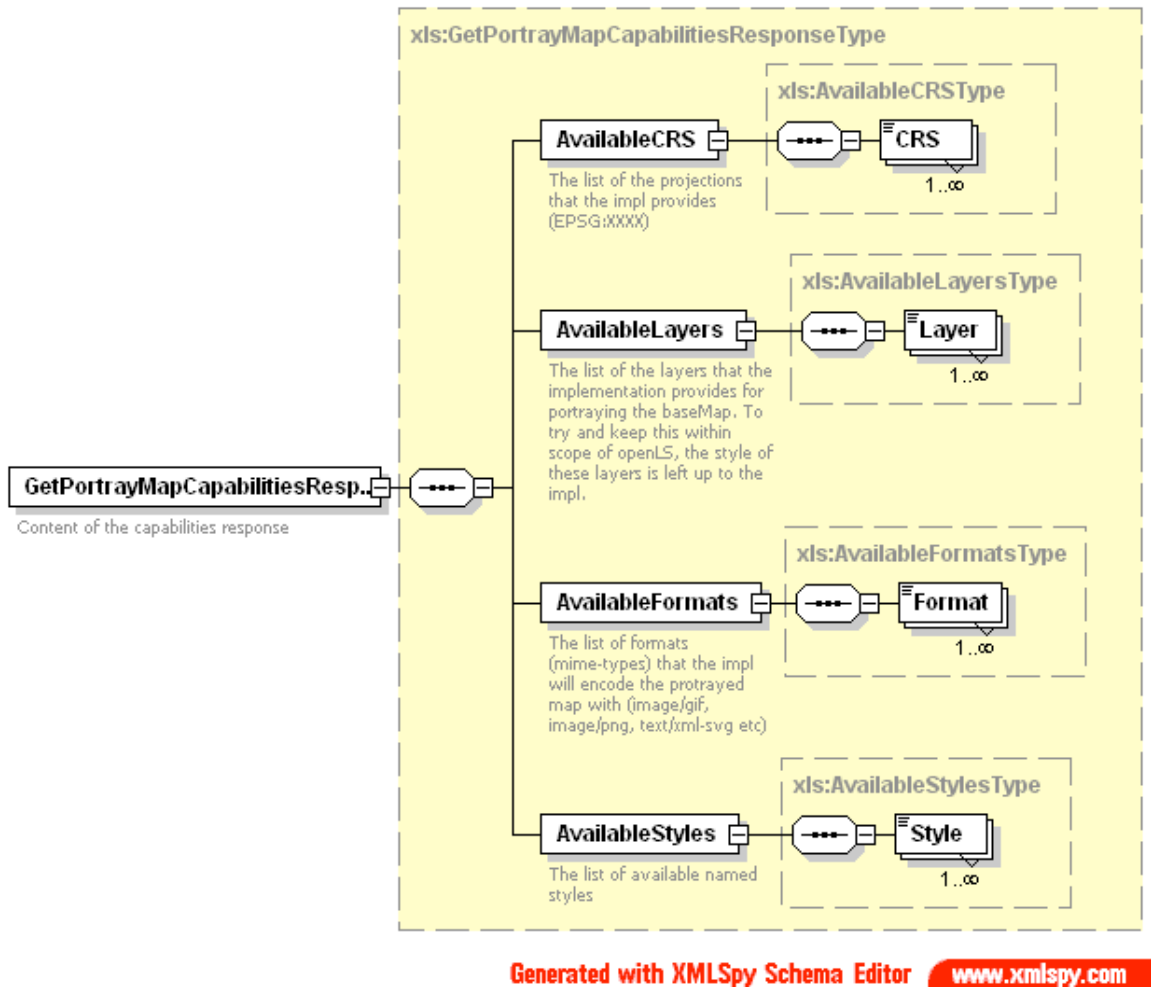 xls:GetPortrayMapCapabilitiesResponseType
xls:AvailableCRSType
AvailableCRS
CRS
1..∞
The list of the projections
that the impl provides
(EPSG:XXXX)
xls:AvailableLayersType
AvailableLayers
Layer
1..∞
The list of the layers that the
implementation provides for
portraying the baseMap. To
try and keep this within
scope of openLS, the style of
these layers is left up to the
impl.
GetPortrayMapCapabilitiesResp..
Content of the capabilities response
xls:AvailableFormatsType
AvailableFormats
Format
1..∞
The list of formats
(mime-types) that the impl
will encode the protrayed
map with (image/gif,
image/png, text/xml-svg etc)
xls:AvailableStylesType
AvailableStyles
Style
1..∞
The list of available named
styles
Generated with XMLSpy Schema Editor www.xmlspy.com